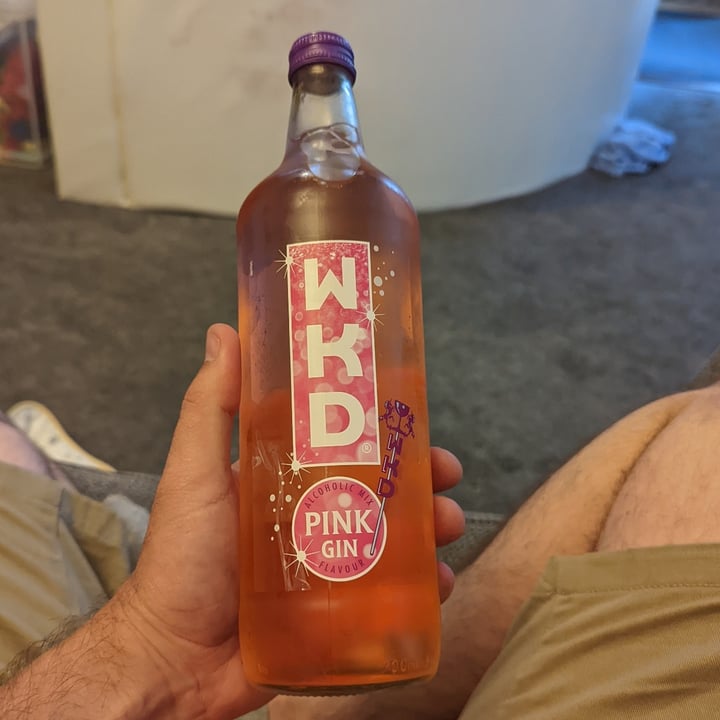 WKD
®
WKD
ALCOHOLIC MIX
PINK
GIN
FLAVOUR